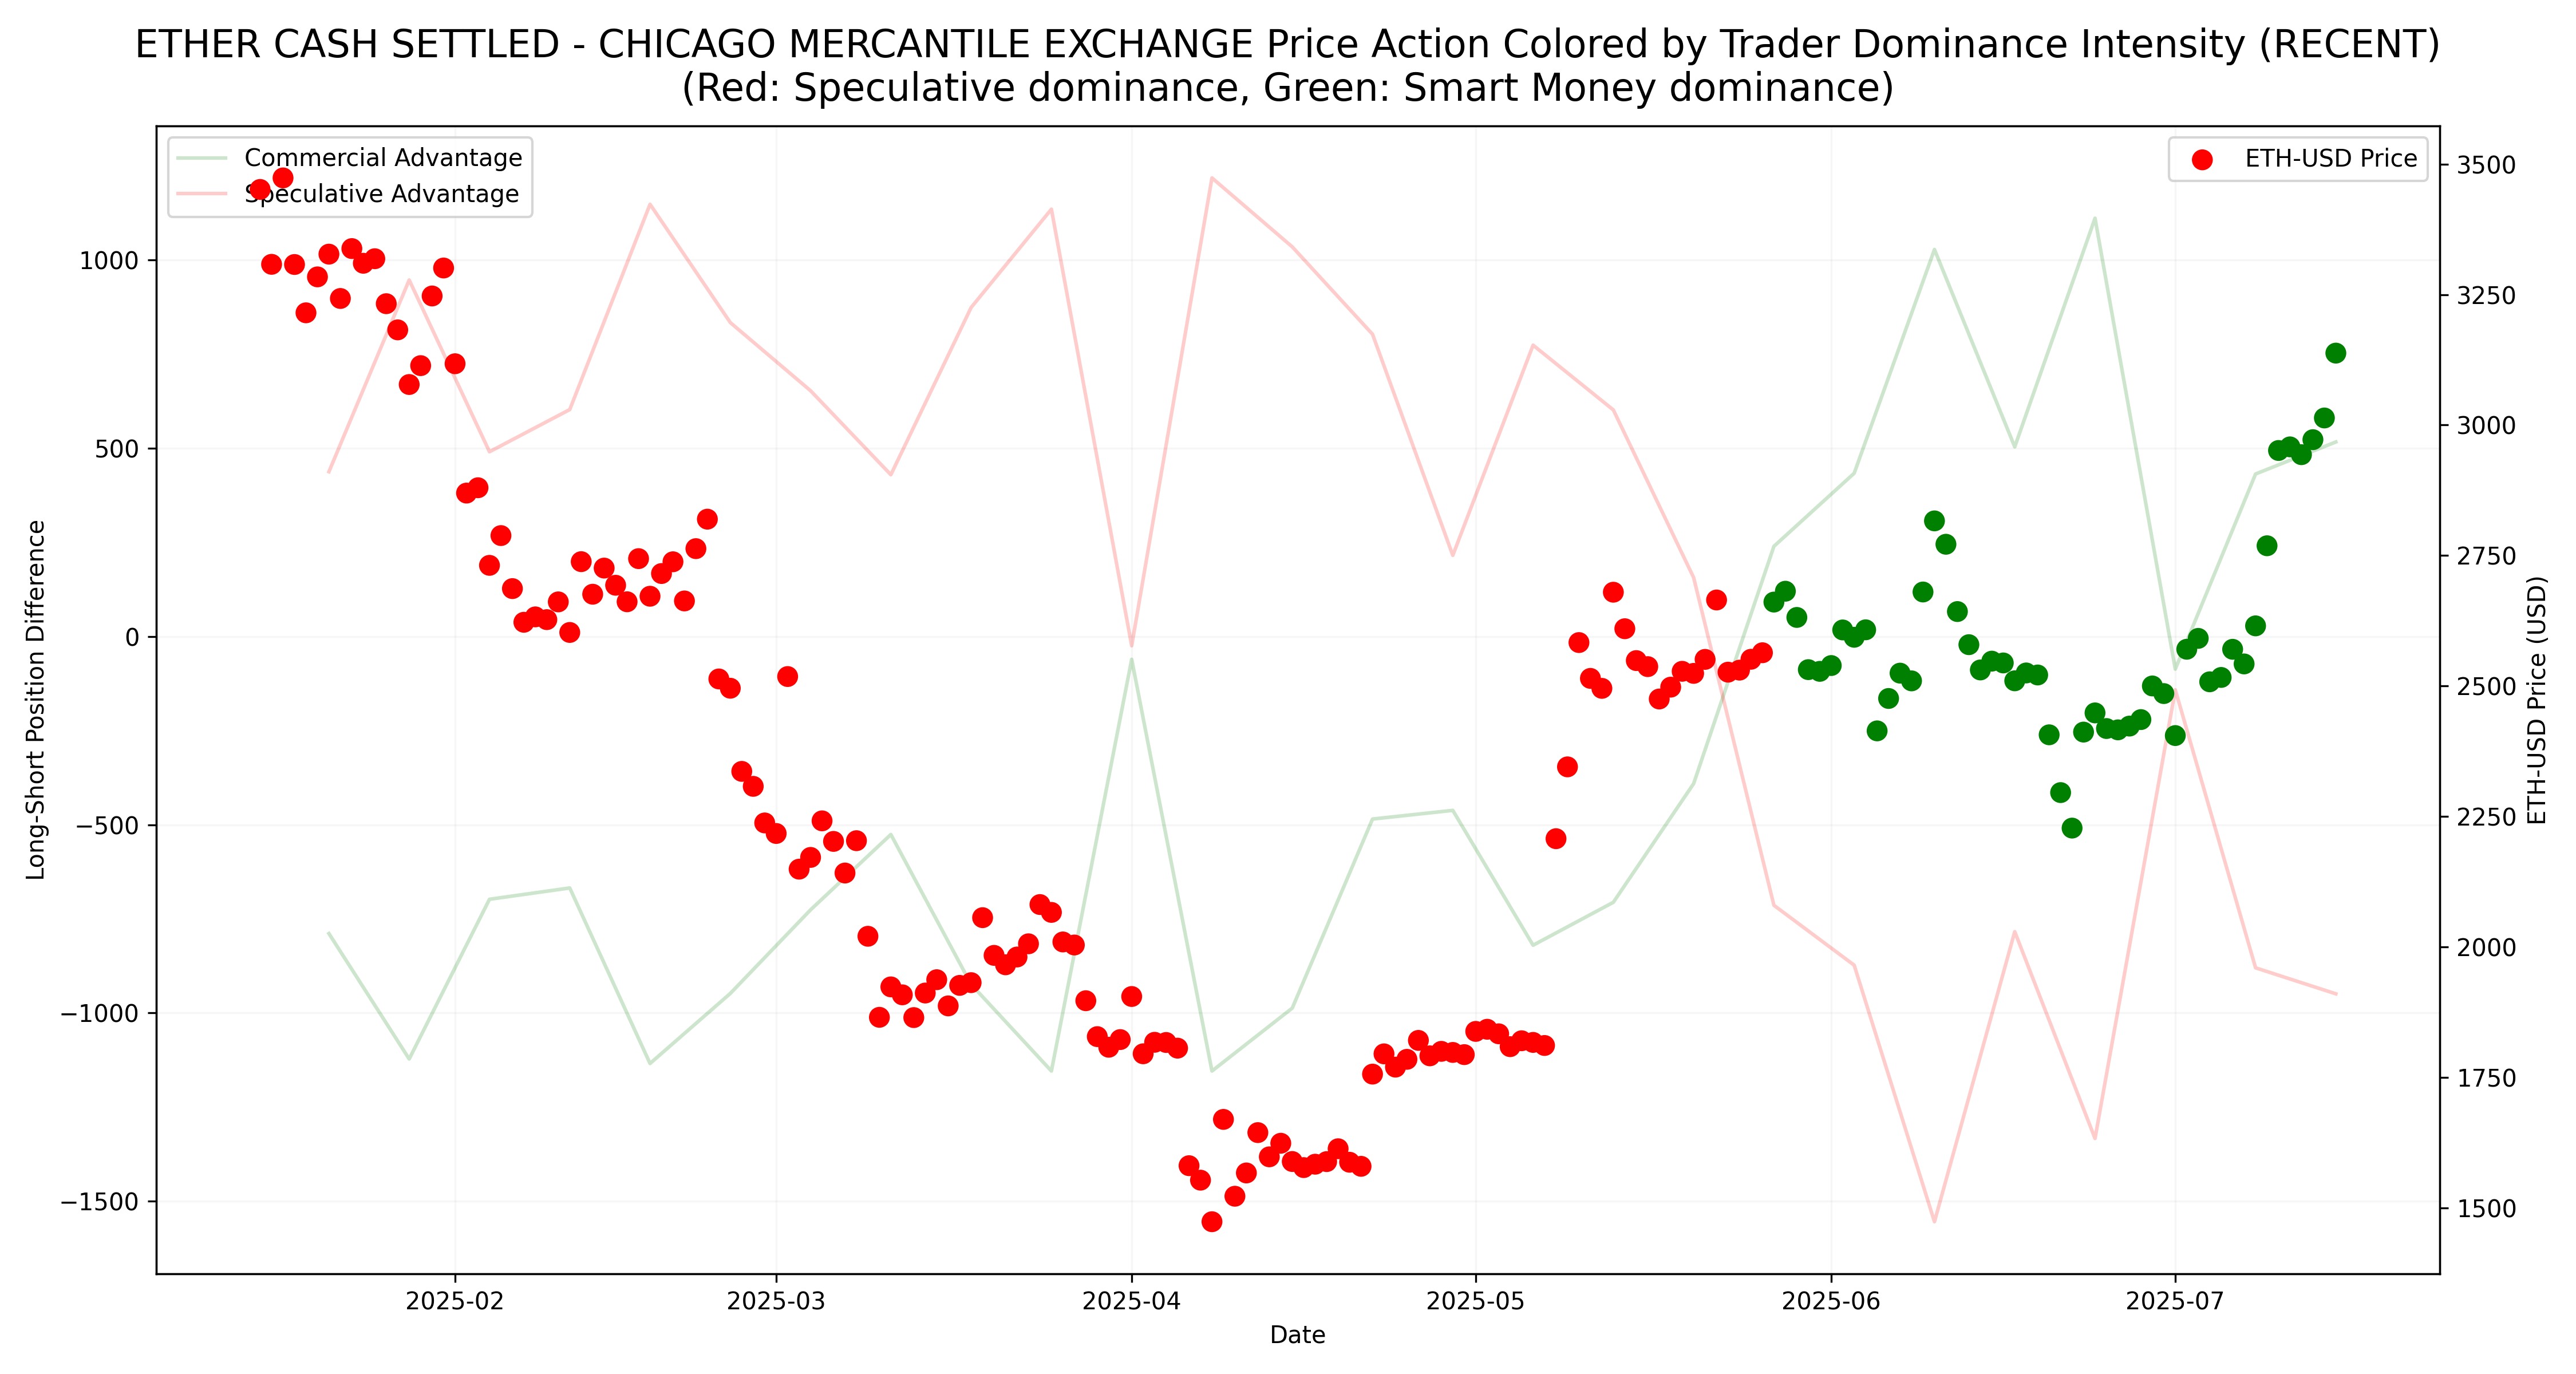 ETHER CASH SETTLED - CHICAGO MERCANTILE EXCHANGE Price Action Colored by Trader Dominance Intensity (RECENT)
(Red: Speculative dominance, Green: Smart Money dominance)
Commercial Advantage
Speculative Advantage
ETH-USD Price
1000
500
0
−500
−1000
−1500
Long-Short Position Difference
3500
3250
3000
2750
2500
2250
2000
1750
1500
ETH-USD Price (USD)
2025-02
2025-03
2025-04
2025-05
2025-06
2025-07
Date